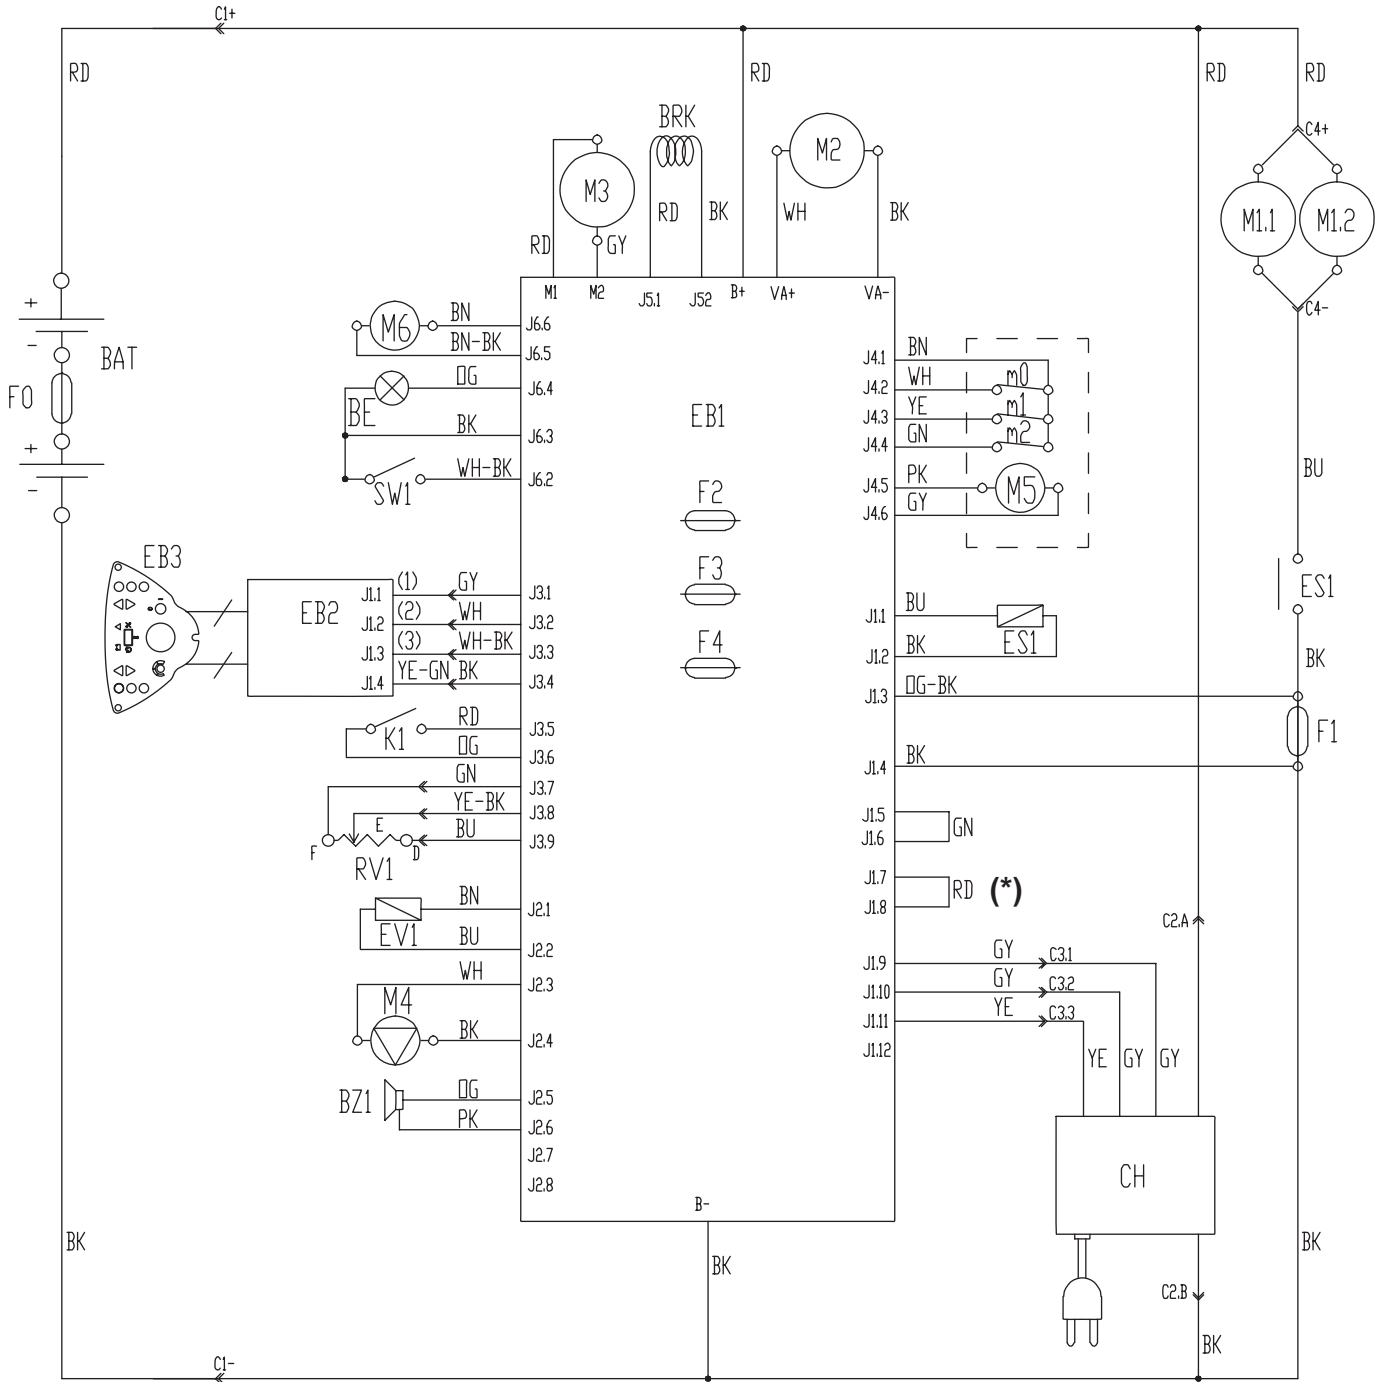 C1+
RD
RD
RD
RD
C4+
BRK
M2
M3
RD
BK
WH
BK
M1.1
M1.2
RD
GY
M1
M2
J5.1
J52
B+
VA+
VA-
C4-
+
-
BAT
F0
+
-
M6
BN
J6.6
BN-BK
J6.5
OG
J6.4
BE
BK
J6.3
WH-BK
J6.2
SW1
EB1
F2
F3
F4
J4.1
BN
J4.2
WH
m0
J4.3
YE
m1
J4.4
GN
m2
J4.5
PK
M5
J4.6
GY
BU
ES1
BK
EB3
EB2
J1.1
(1)
GY
J3.1
J1.2
(2)
WH
J3.2
J1.3
(3)
WH-BK
J3.3
J1.4
YE-GN
BK
J3.4
J1.1
BU
J1.2
BK
ES1
J1.3
OG-BK
F1
J1.4
BK
K1
RD
J3.5
OG
J3.6
GN
J3.7
YE-BK
J3.8
E
BU
J3.9
F
D
RV1
J1.5
J1.6
GN
J1.7
J1.8
RD
(*)
BN
J2.1
EV1
BU
J2.2
WH
J2.3
M4
BK
J2.4
BZ1
OG
J2.5
PK
J2.6
J2.7
J2.8
C2.A
J1.9
GY
C3.1
J1.10
GY
C3.2
J1.11
YE
C3.3
J1.12
YE
GY
GY
CH
B-
BK
BK
BK
C2.B
BK
C1-